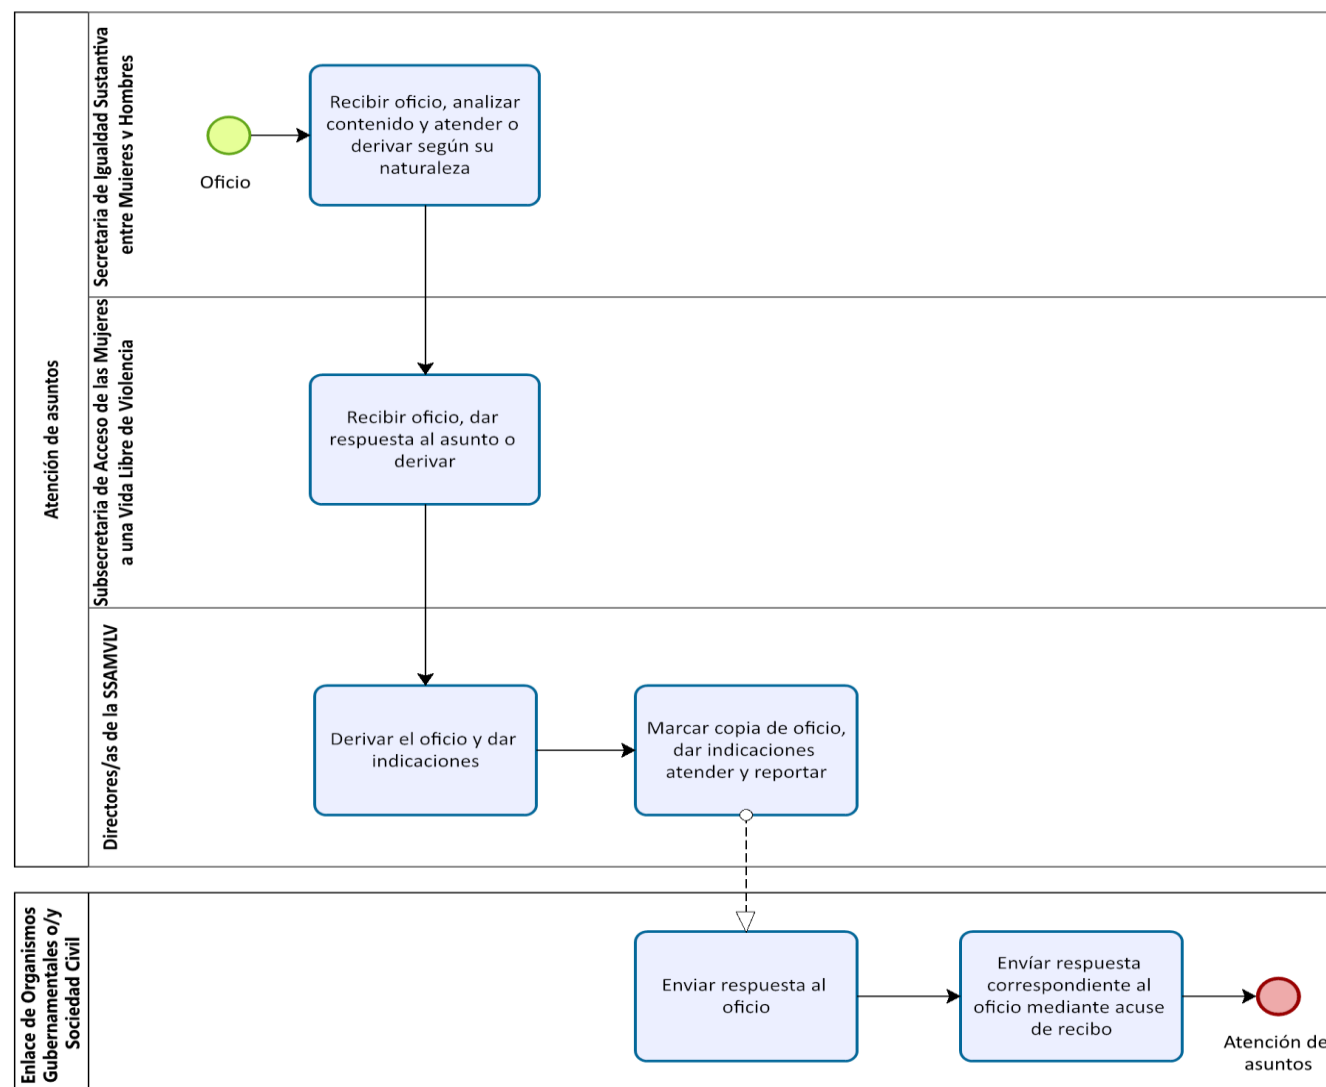 Atención de asuntos
Secretaria de Igualdad Sustantiva
entre Muieres v Hombres
Oficio
Recibir oficio, analizar
contenido y atender o
derivar según su
naturaleza
Subsecretaria de Acceso de las Mujeres
a una Vida Libre de Violencia
Recibir oficio, dar
respuesta al asunto o
derivar
Directores/as de la SSAMVLV
Derivar el oficio y dar
indicaciones
Marcar copia de oficio,
dar indicaciones
atender y reportar
Enlace de Organismos
Gubernamentales o/y
Sociedad Civil
Enviar respuesta al
oficio
Envíar respuesta
correspondiente al
oficio mediante acuse
de recibo
Atención de
asuntos